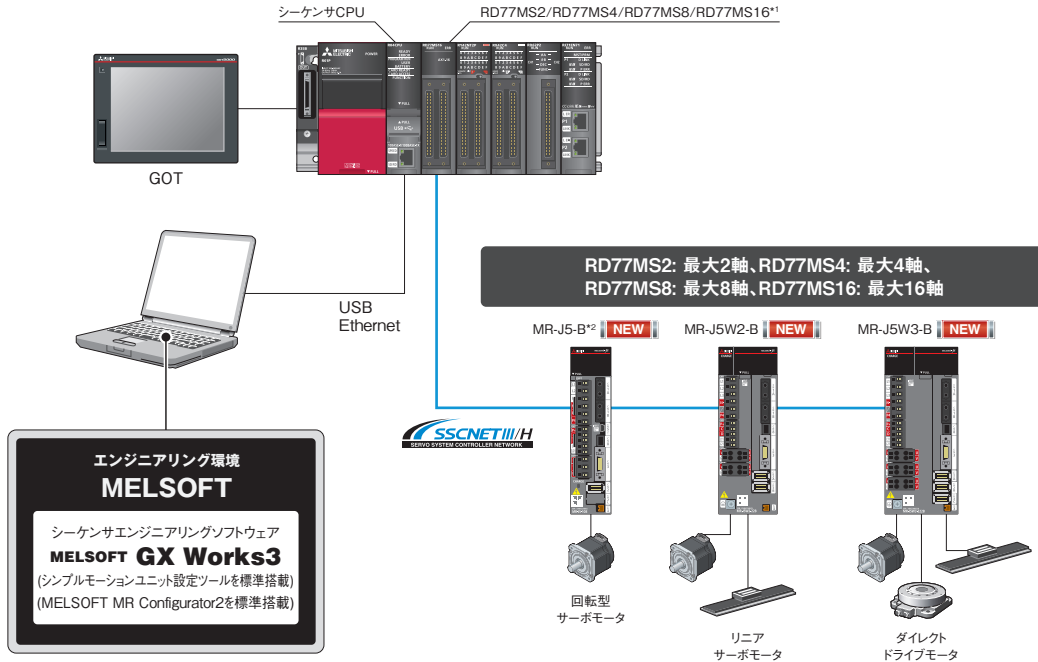 シーケンサCPU
RD77MS2/RD77MS4/RD77MS8/RD77MS16*1
MITSUBISHI ELECTRIC
POWER
GOT
USB
Ethernet
RD77MS2: 最大2軸、RD77MS4: 最大4軸、
RD77MS8: 最大8軸、RD77MS16: 最大16軸
MR-J5-B*2 NEW
MR-J5W2-B NEW
MR-J5W3-B NEW
SSCNETIII/H
SERVO SYSTEM CONTROLLER NETWORK
エンジニアリング環境
MELSOFT
シーケンサエンジニアリングソフトウェア
MELSOFT GX Works3
(シンプルモーションユニット設定ツールを標準搭載)
(MELSOFT MR Configurator2を標準搭載)
回転型
サーボモータ
リニア
サーボモータ
ダイレクト
ドライブモータ